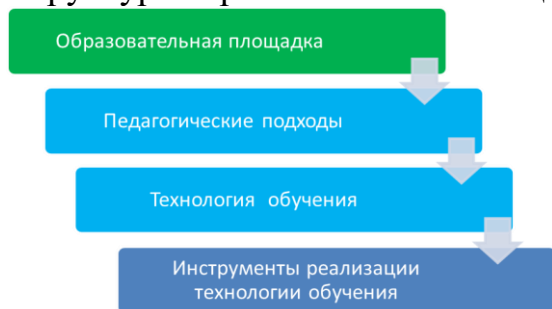 Образовательная площадка
Педагогические подходы
Технология обучения
Инструменты реализации
технологии обучения